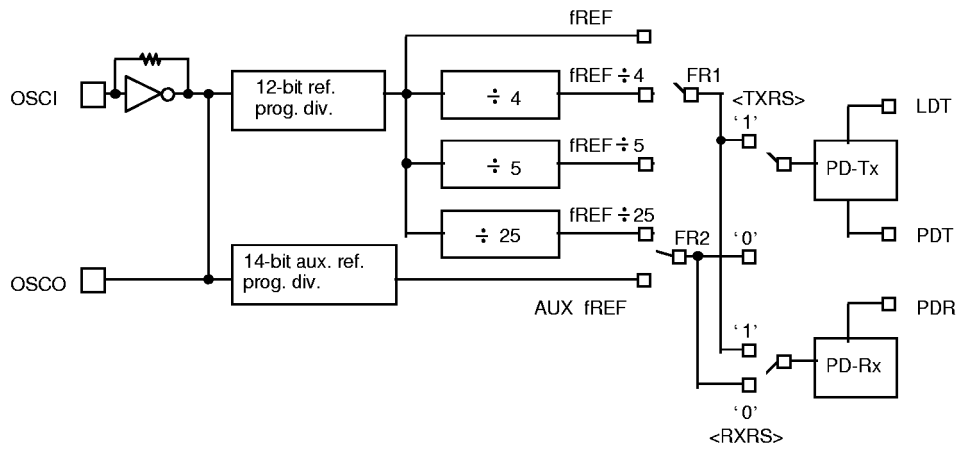 fREF
OSCI
12-bit ref.
prog. div.
÷ 4
fREF÷4
FR1
<TXRS>
'1'
LDT
÷ 5
fREF÷5
PD-Tx
÷ 25
fREF÷25
FR2
'0'
PDT
OSCO
14-bit aux. ref.
prog. div.
AUX fREF
PDR
'1'
PD-Rx
'0'
<RXRS>